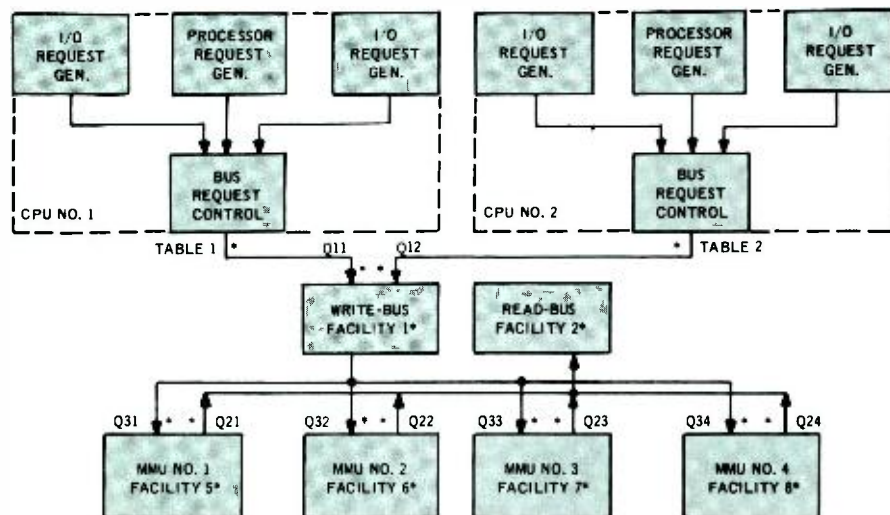 I/O
REQUEST
GEN.
PROCESSOR
REQUEST
GEN.
I/O
REQUEST
GEN.
I/O
REQUEST
GEN.
PROCESSOR
REQUEST
GEN.
I/O
REQUEST
GEN.
BUS
REQUEST
CONTROL
CPU NO. 1
BUS
REQUEST
CONTROL
CPU NO. 2
TABLE 1 *
Q11
Q12
* TABLE 2
* *
WRITE-BUS
FACILITY 1*
READ-BUS
FACILITY 2*
Q31 * * Q21
Q32 * * Q22
Q33 * * Q23
Q34 * * Q24
MMU NO. 1
FACILITY 5*
MMU NO. 2
FACILITY 6*
MMU NO. 3
FACILITY 7*
MMU NO. 4
FACILITY 8*